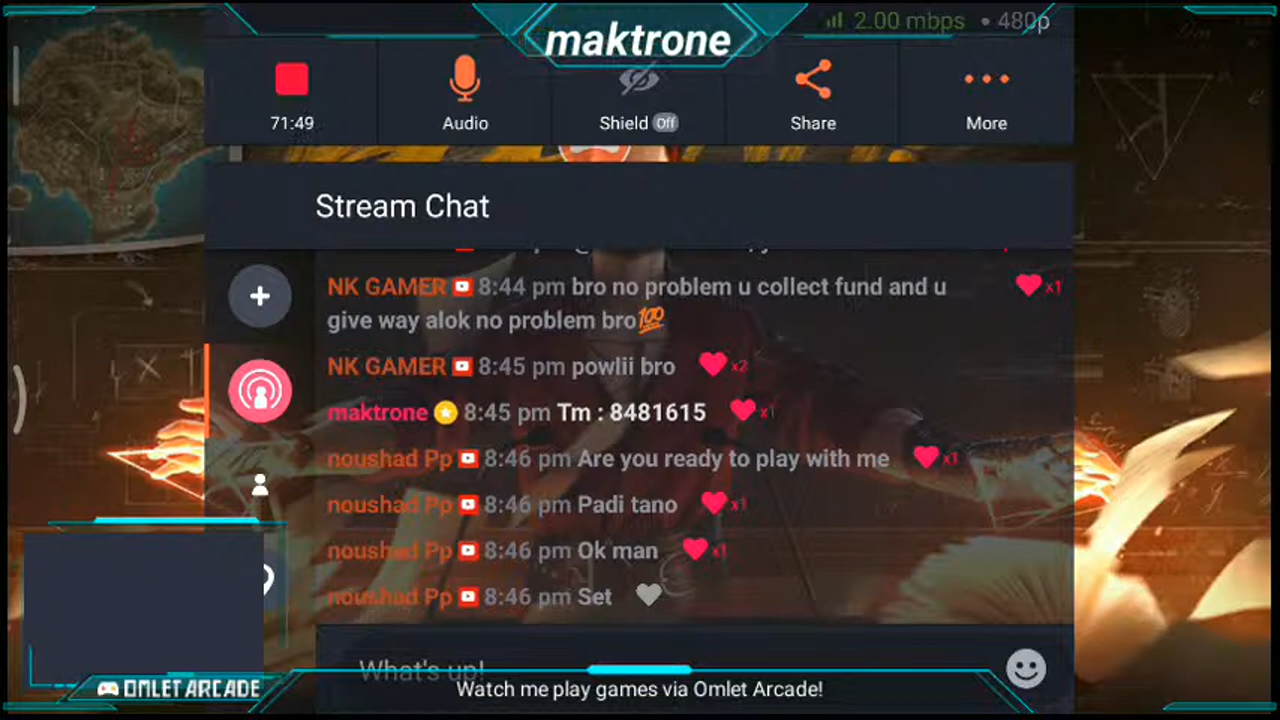 maktrone
2.00 mbps • 480p
71:49
Audio
Shield Off
Share
More
Stream Chat
NK GAMER 8:44 pm bro no problem u collect fund and u x1
give way alok no problem bro💯
NK GAMER 8:45 pm powlii bro x2
maktrone 8:45 pm Tm : 8481615 x1
noushad Pp 8:46 pm Are you ready to play with me x1
noushad Pp 8:46 pm Padi tano x1
noushad Pp 8:46 pm Ok man x1
noushad Pp 8:46 pm Set
What's up!
OMLET ARCADE
Watch me play games via Omlet Arcade!